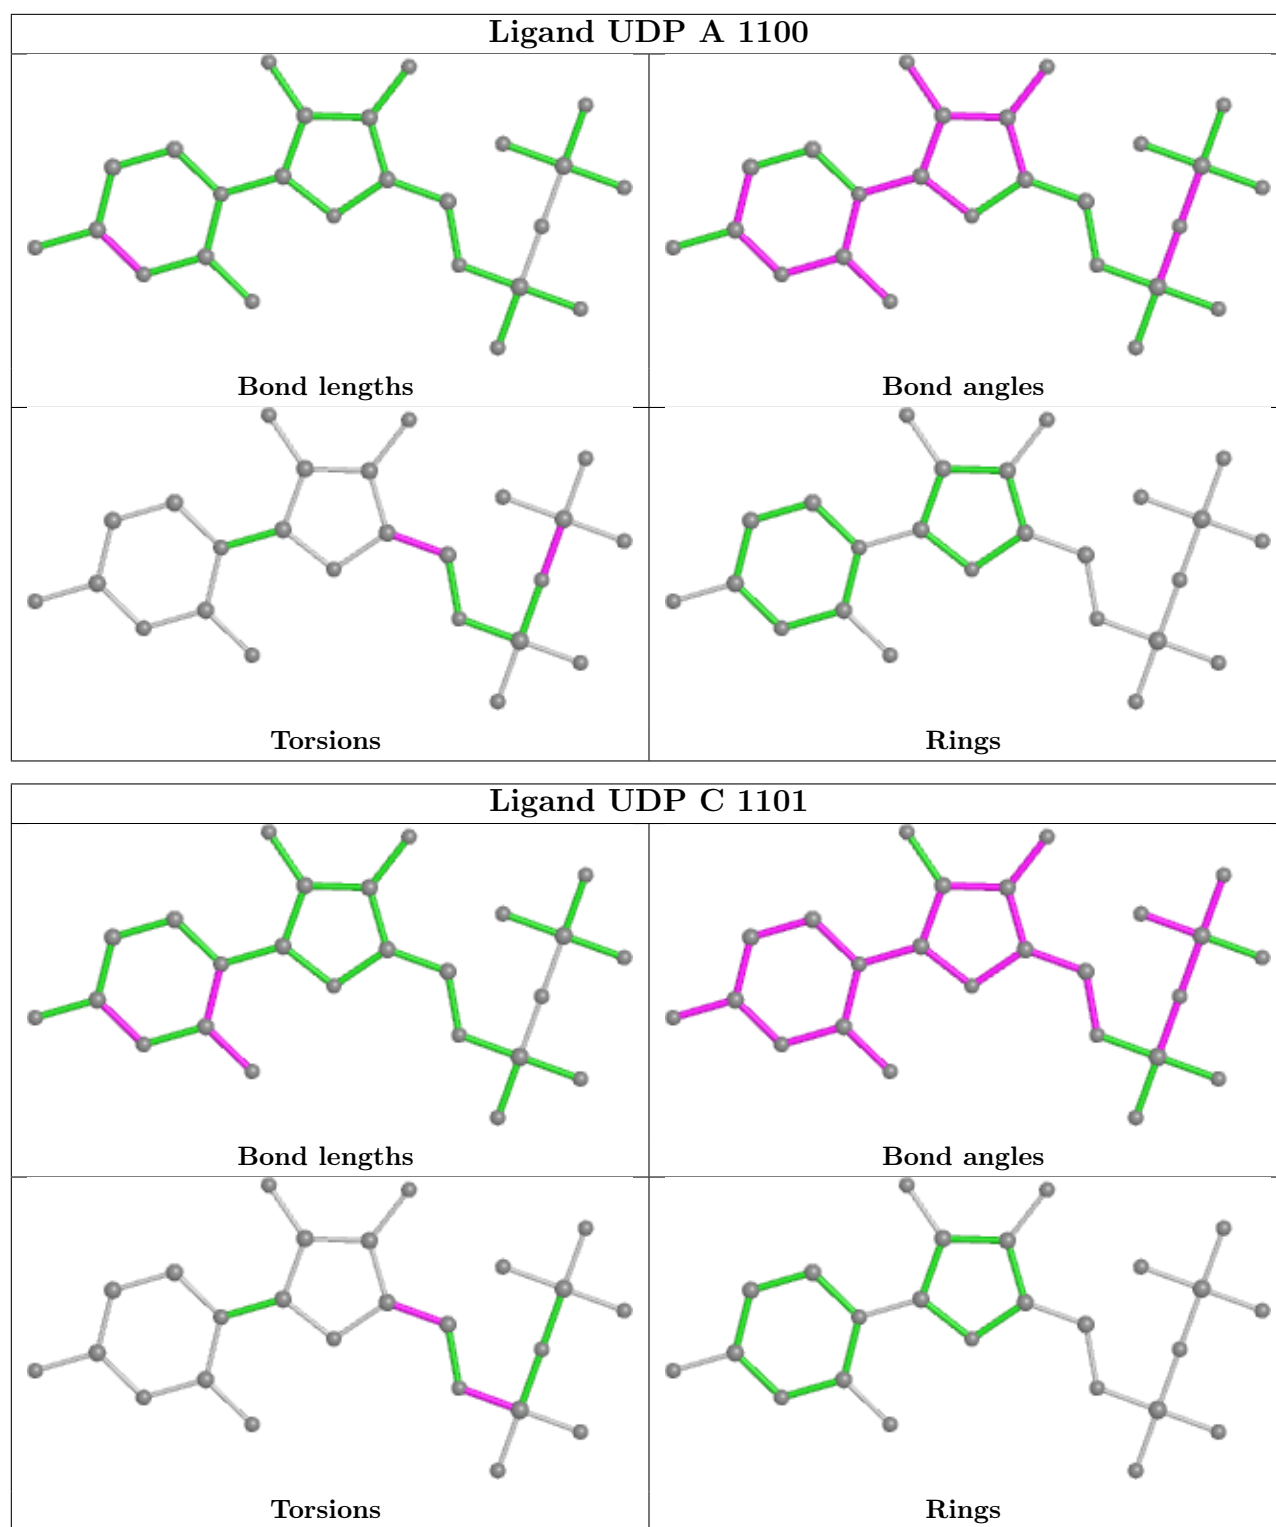 Ligand UDP A 1100
Bond lengths
Bond angles
Torsions
Rings
Ligand UDP C 1101
Bond lengths
Bond angles
Torsions
Rings